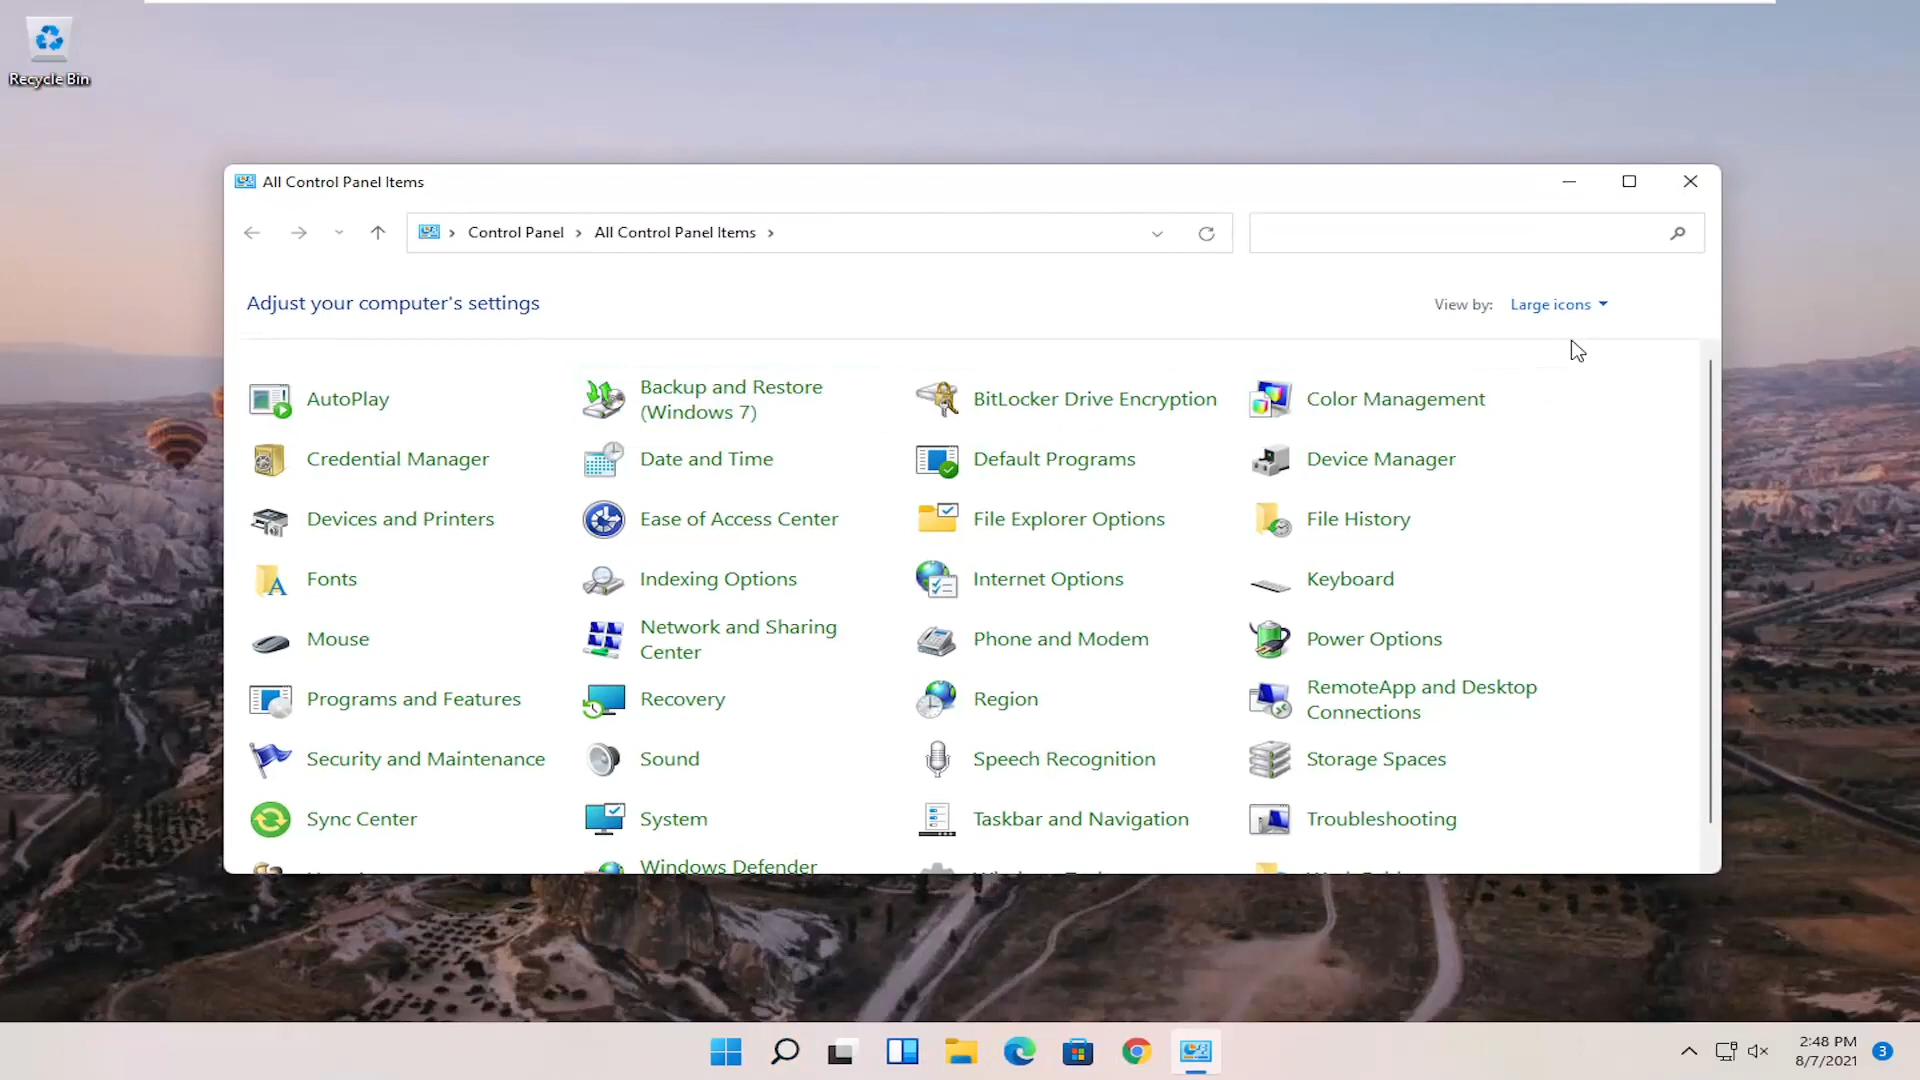 Recycle Bin
All Control Panel Items
Control Panel
All Control Panel Items
Adjust your computer's settings
View by:
Large icons
AutoPlay
Backup and Restore
(Windows 7)
BitLocker Drive Encryption
Color Management
Credential Manager
Date and Time
Default Programs
Device Manager
Devices and Printers
Ease of Access Center
File Explorer Options
File History
Fonts
Indexing Options
Internet Options
Keyboard
Mouse
Network and Sharing
Center
Phone and Modem
Power Options
Programs and Features
Recovery
Region
RemoteApp and Desktop
Connections
Security and Maintenance
Sound
Speech Recognition
Storage Spaces
Sync Center
System
Taskbar and Navigation
Troubleshooting
Windows Defender
2:48 PM
8/7/2021
3